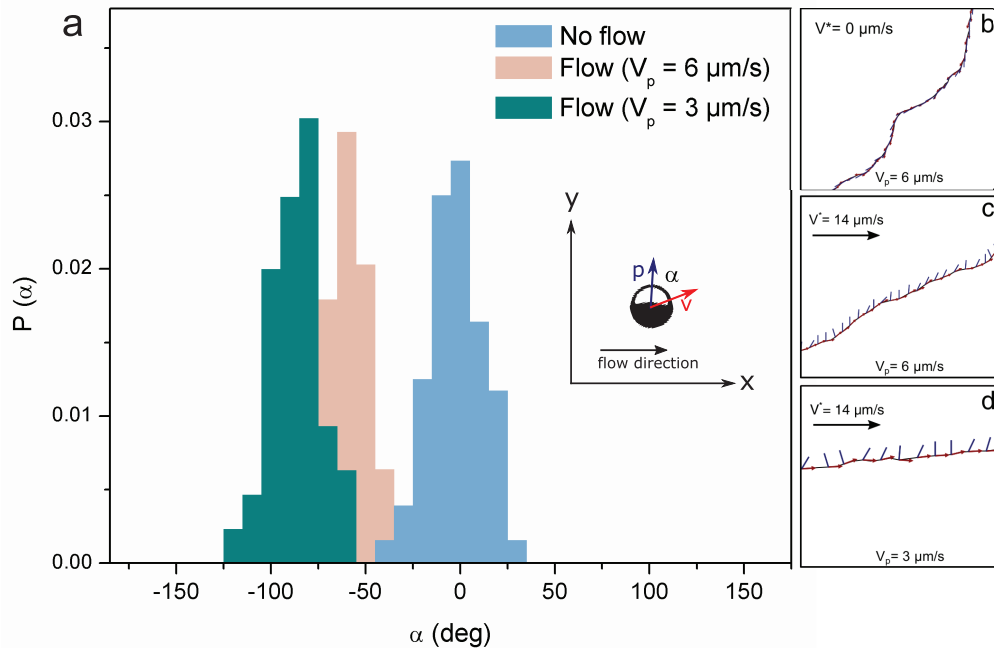 a
No flow
Flow (Vp = 6 μm/s)
Flow (Vp = 3 μm/s)
0.03
0.02
0.01
0.00
P (α)
-150
-100
-50
0
50
100
150
α (deg)
y
p
α
v
flow direction
x
b
V*= 0 μm/s
Vp = 6 μm/s
c
V* = 14 μm/s
Vp = 6 μm/s
d
V* = 14 μm/s
Vp = 3 μm/s